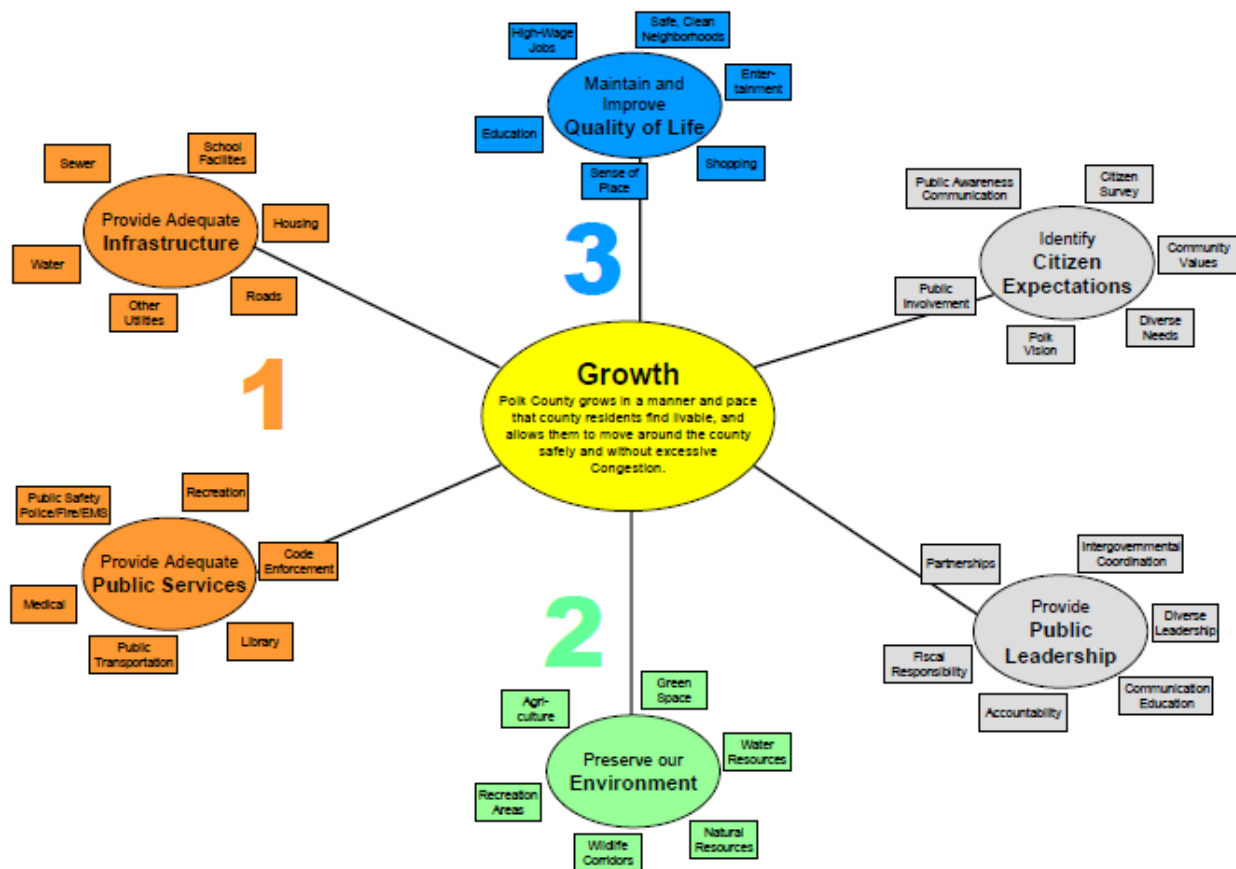 High-Wage
Jobs
Safe, Clean
Neighborhoods
Enter-
tainment
Maintain and
Improve
Quality of Life
Education
Shopping
Sense of
Place
3
Sewer
School
Facilities
Provide Adequate
Infrastructure
Housing
Water
Roads
Other
Utilities
1
Public Awareness
Communication
Citizen
Survey
Identify
Citizen
Expectations
Community
Values
Public
Involvement
Diverse
Needs
Polk
Vision
Growth
Polk County grows in a manner and pace
that county residents find livable, and
allows them to move around the county
safely and without excessive
Congestion.
Public Safety
Police/Fire/EMS
Recreation
Provide Adequate
Public Services
Code
Enforcement
Medical
Library
Public
Transportation
2
Agri-
culture
Green
Space
Preserve our
Environment
Water
Resources
Recreation
Areas
Natural
Resources
Wildlife
Corridors
Partnerships
Intergovernmental
Coordination
Provide
Public
Leadership
Diverse
Leadership
Fiscal
Responsibility
Communication
Education
Accountability